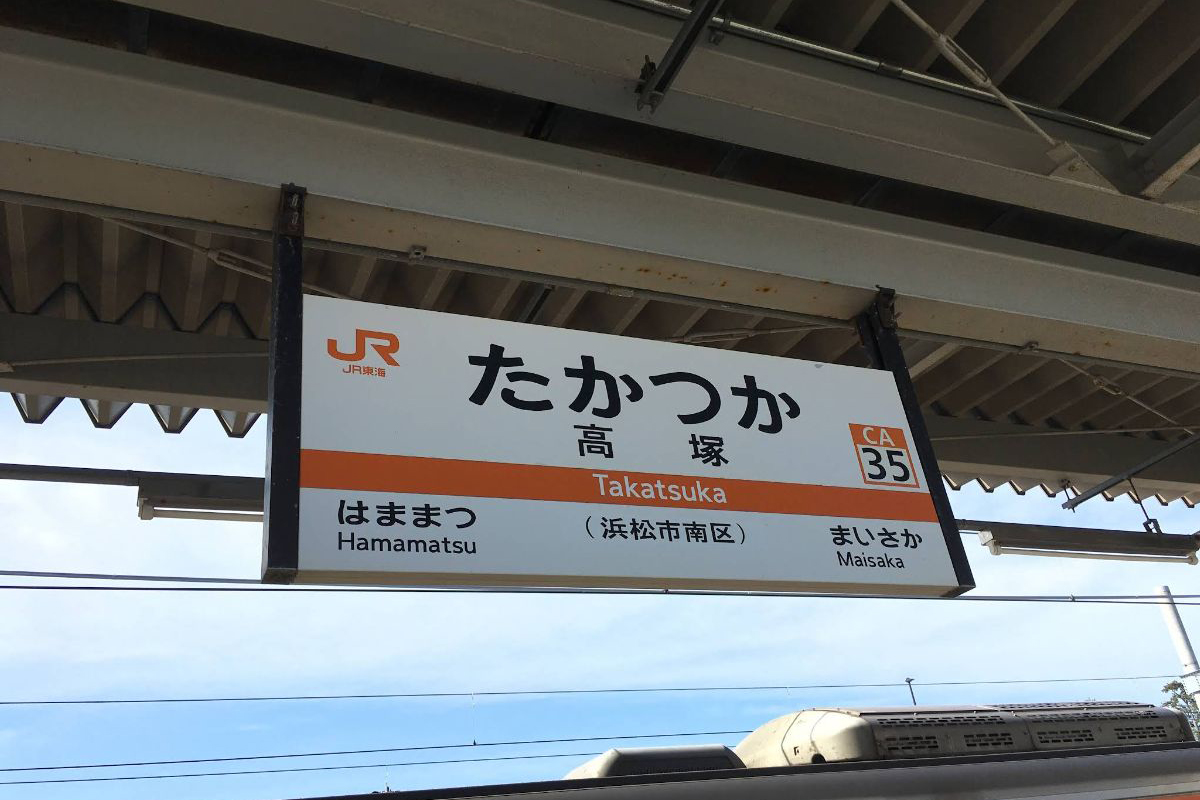 JR
JR東海
たかつか
高塚
CA
35
Takatsuka
はままつ
Hamamatsu
(浜松市南区)
まいさか
Maisaka